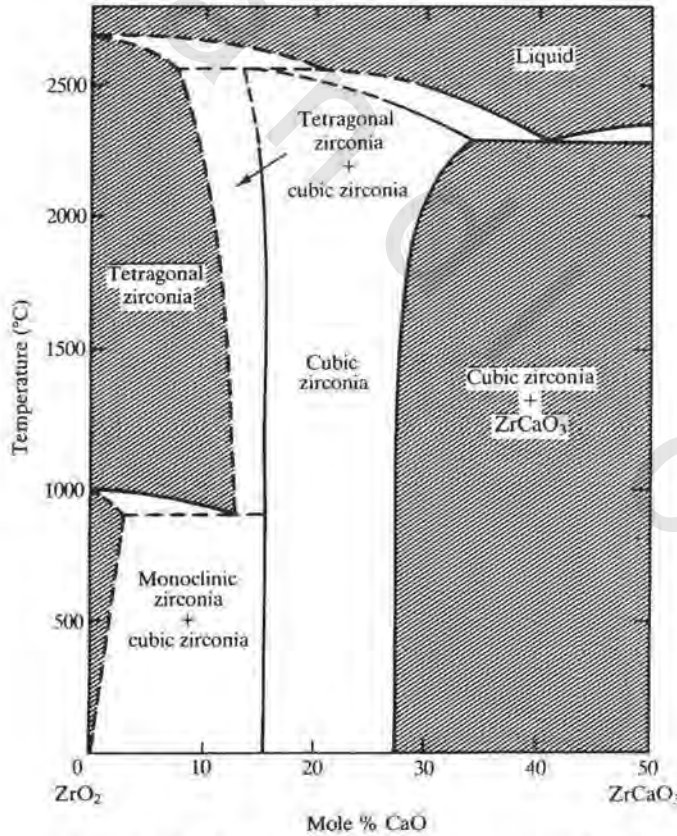 Liquid
2500
Tetragonal
zirconia
+
cubic zirconia
2000
Tetragonal
zirconia
Temperature (°C)
1500
Cubic
zirconia
Cubic zirconia
+
ZrCaO₃
1000
Monoclinic
zirconia
+
cubic zirconia
500
0 10 20 30 40 50
ZrO₂ ZrCaO₃
Mole % CaO